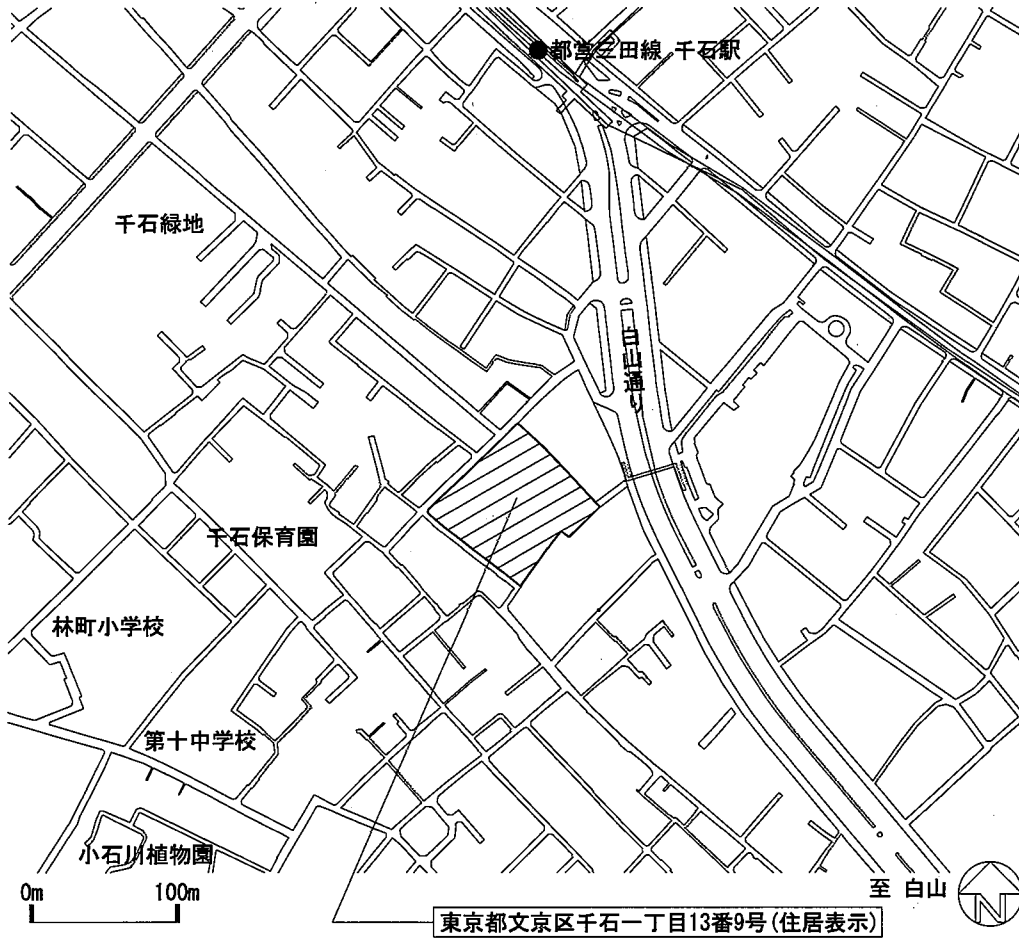 都営三田線 千石駅
千石緑地
白山通り
千石保育園
林町小学校
第十中学校
小石川植物園
0m
100m
至 白山
N
東京都文京区千石一丁目13番9号(住居表示)